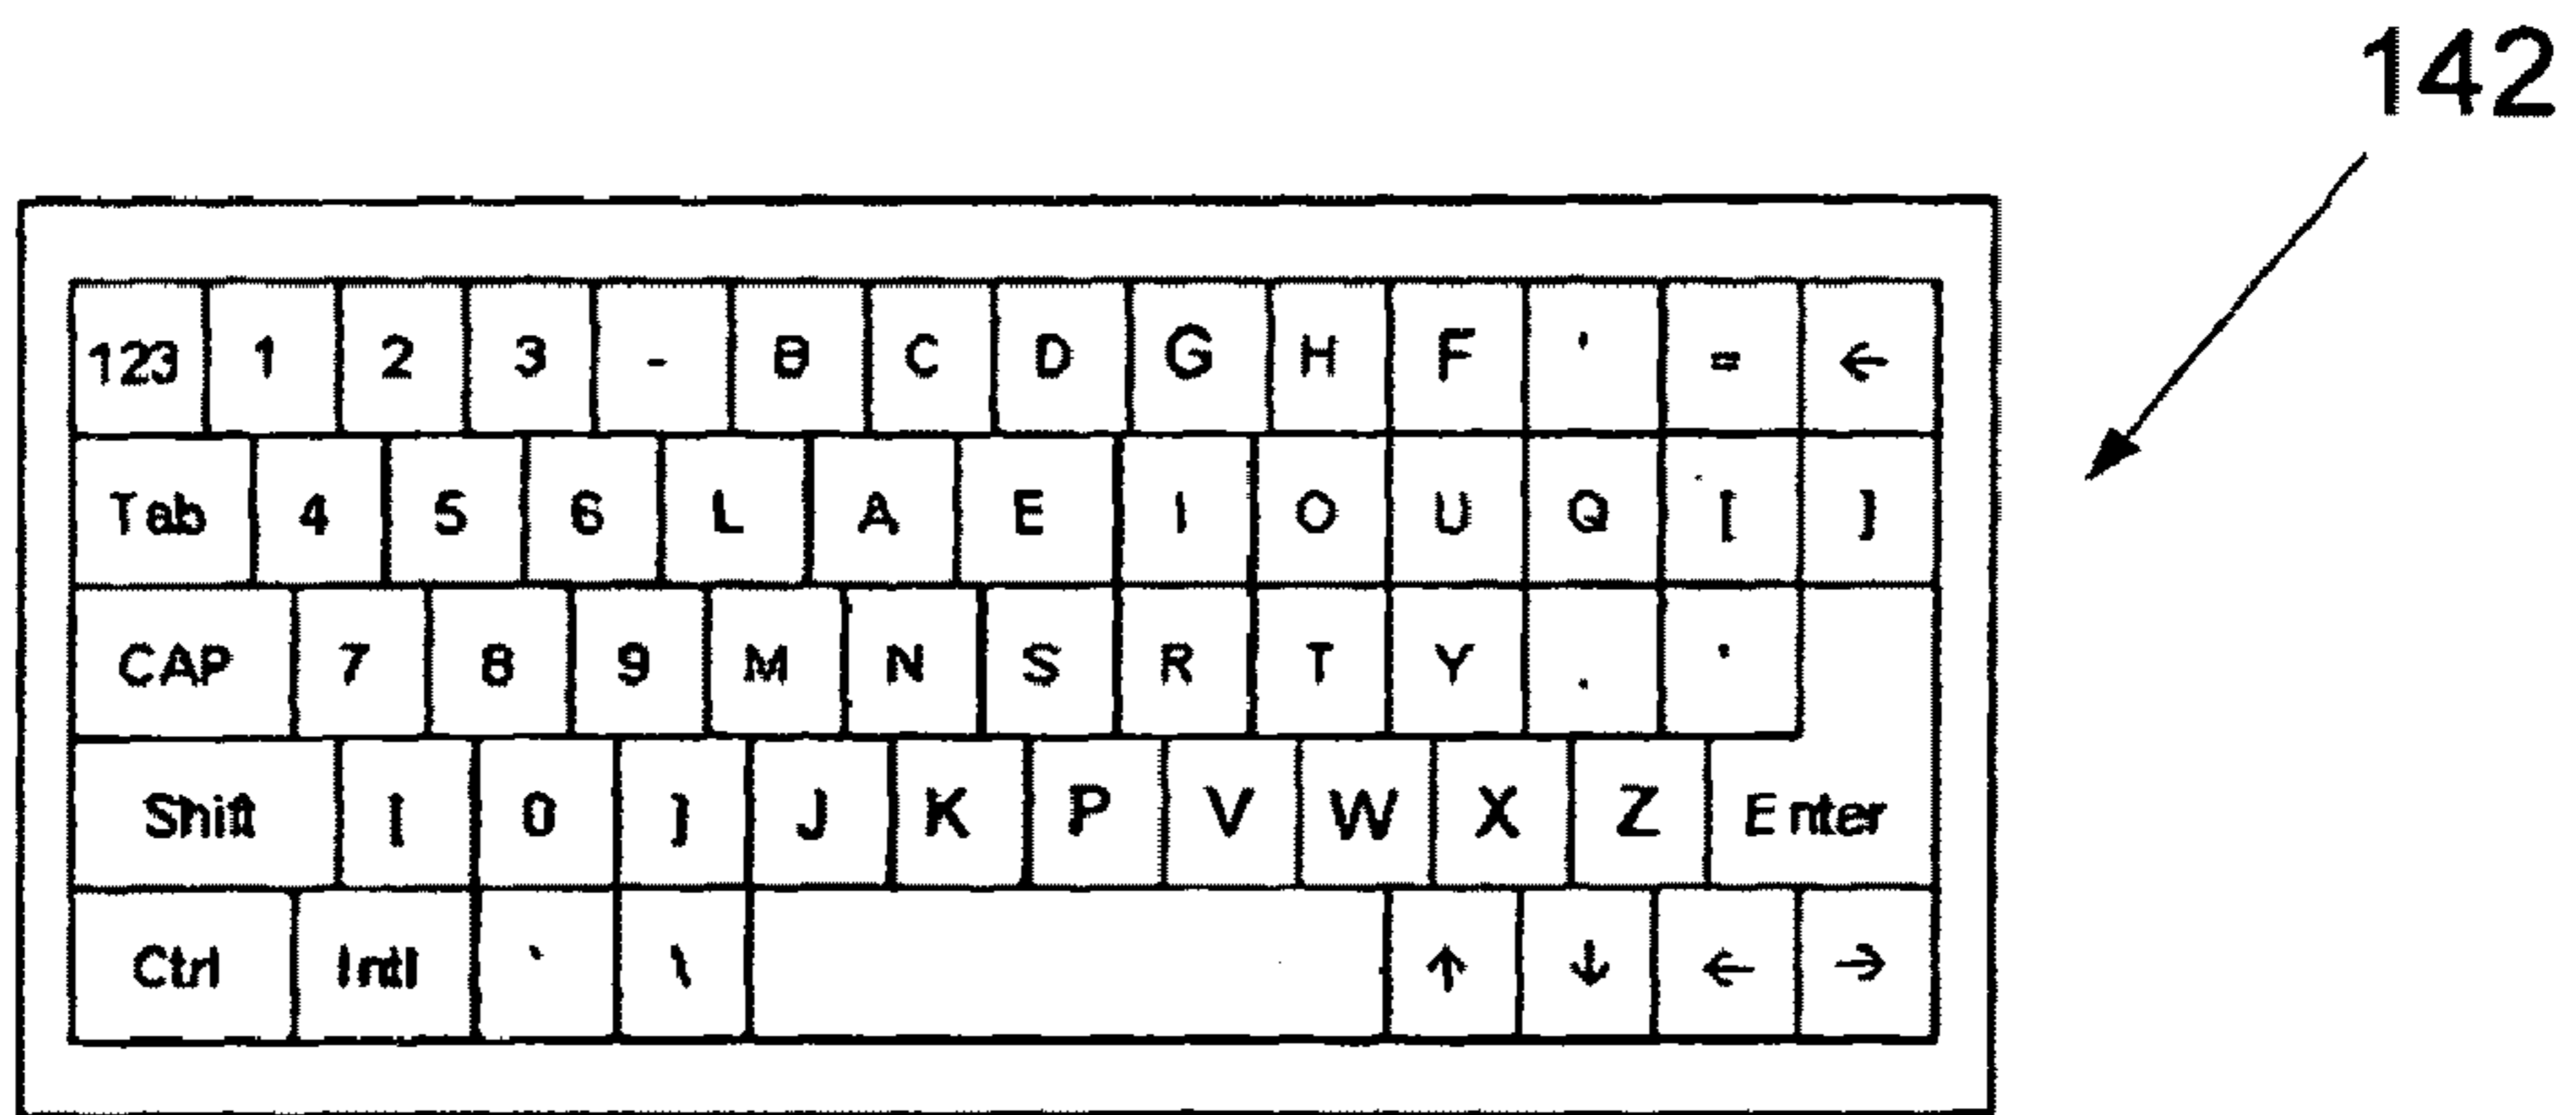 142
123 1 2 3 - B C D G H F ' = ←
Tab 4 5 6 L A E I O U Q [ ]
CAP 7 8 9 M N S R T Y . '
Shift [ 0 ] J K P V W X Z Enter
Ctrl Intl ` \ ↑ ↓ ← →